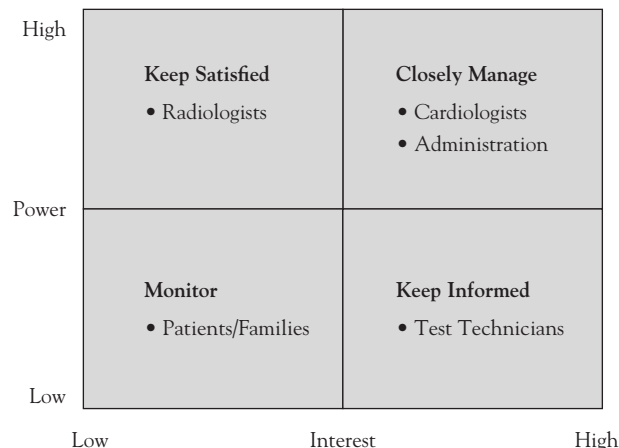 High
Keep Satisfied
• Radiologists
Closely Manage
• Cardiologists
• Administration
Power
Monitor
• Patients/Families
Keep Informed
• Test Technicians
Low
Low
Interest
High